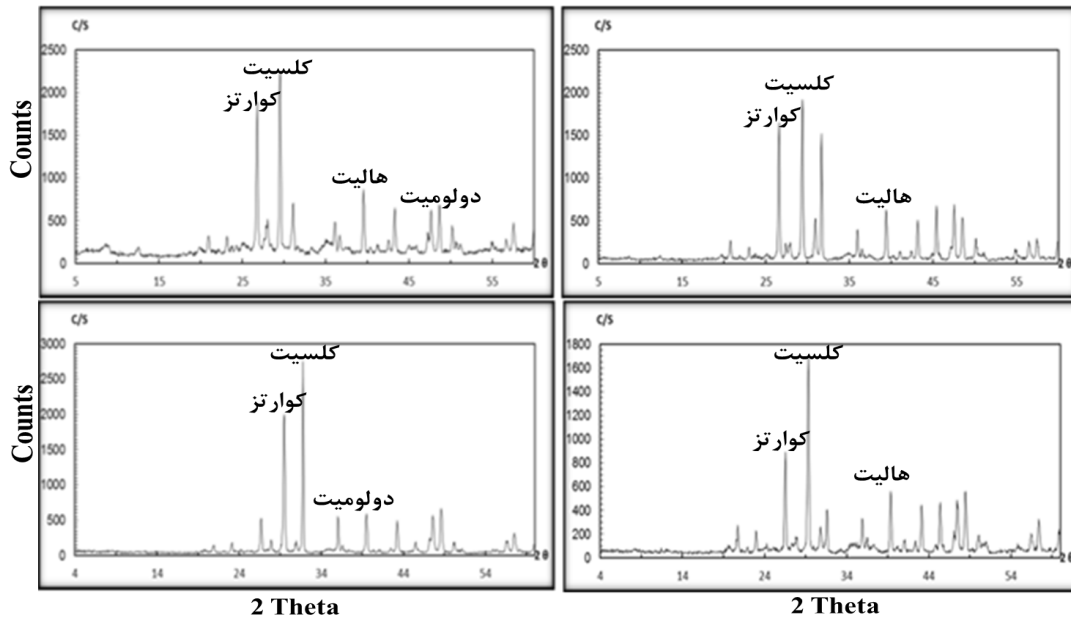 C/S
2500
2000
1500
1000
500
0
5 15 25 35 45 55
2θ
کلسیت
کوارتز
هالیت
دولومیت
Counts
C/S
2500
2000
1500
1000
500
0
5 15 25 35 45 55
2θ
کلسیت
کوارتز
هالیت
C/S
3000
2500
2000
1500
1000
500
0
4 14 24 34 44 54
2θ
کلسیت
کوارتز
دولومیت
Counts
2 Theta
C/S
1800
1600
1400
1200
1000
800
600
400
200
0
4 14 24 34 44 54
2θ
کلسیت
کوارتز
هالیت
2 Theta